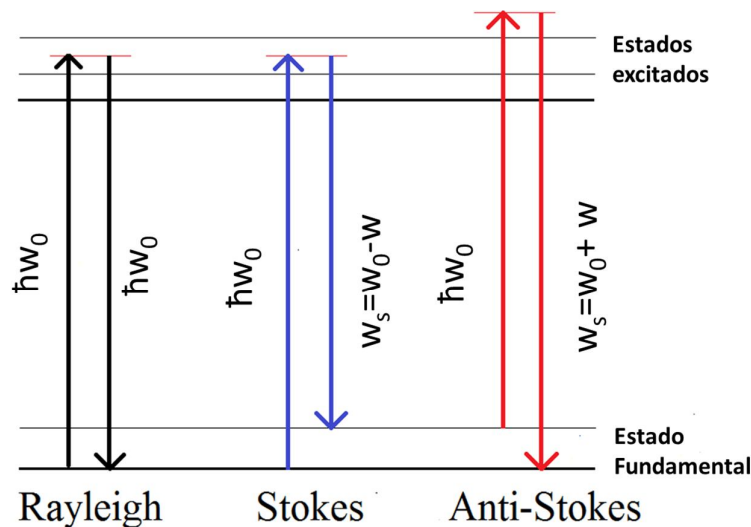 Estados
excitados
ħw₀
ħw₀
ħw₀
wₛ=w₀-w
ħw₀
wₛ=w₀+ w
Estado
Fundamental
Rayleigh
Stokes
Anti-Stokes